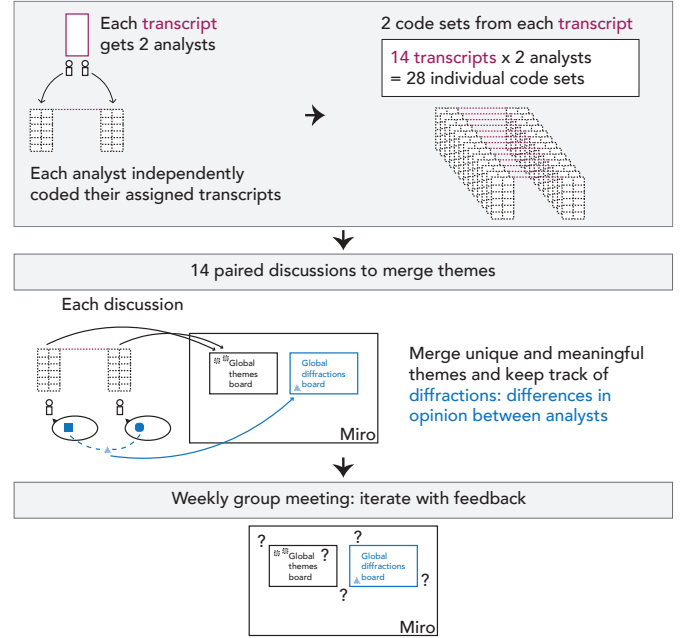 Each transcript
gets 2 analysts
Each analyst independently
coded their assigned transcripts
2 code sets from each transcript
14 transcripts x 2 analysts
= 28 individual code sets
14 paired discussions to merge themes
Each discussion
Global
themes
board
Global
diffractions
board
Miro
Merge unique and meaningful
themes and keep track of
diffractions: differences in
opinion between analysts
Weekly group meeting: iterate with feedback
?
?
Global ?
themes
board
Global
diffractions
board
?
?
Miro